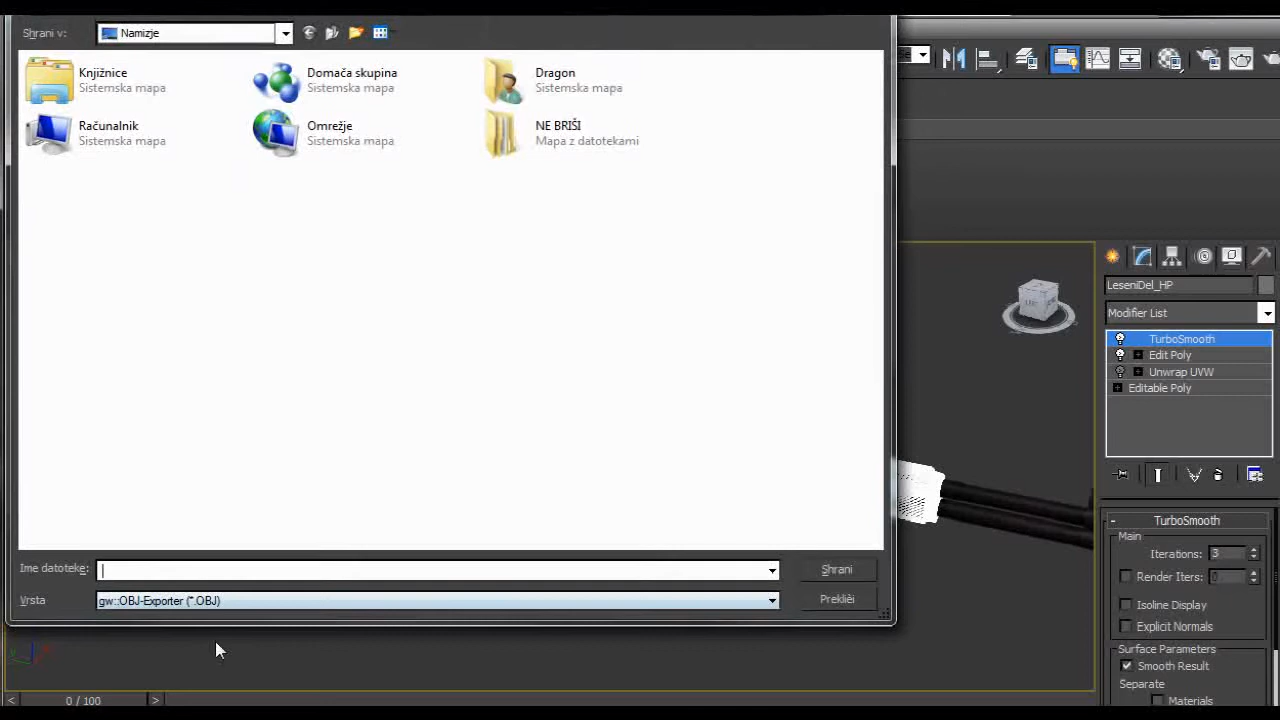 Shrani v:
Namizje
Knjižnice
Sistemska mapa
Domača skupina
Sistemska mapa
Dragon
Sistemska mapa
Računalnik
Sistemska mapa
Omrežje
Sistemska mapa
NE BRIŠI
Mapa z datotekami
Ime datoteke:
Shrani
Vrsta
gw::OBJ-Exporter (*.OBJ)
Prekliči
LeseniDel_HP
Modifier List
TurboSmooth
Edit Poly
Unwrap UVW
Editable Poly
TurboSmooth
Main
Iterations: 3
Render Iters: 0
Isoline Display
Explicit Normals
Surface Parameters
Smooth Result
Separate
Materials
0 / 100